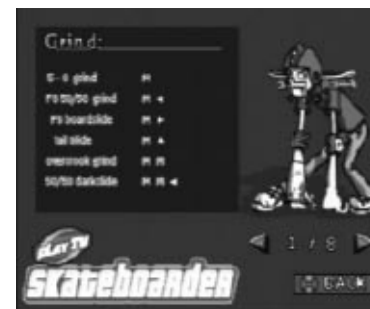 Grind:
5-0 grind M
FS 50/50 grind M ◄
FS boardslide M ►
tail slide M ▲
overcrook grind M M
50/50 darkslide M M ◄
1 / 8
BACK
PLAY TV
SKATEBOARDER